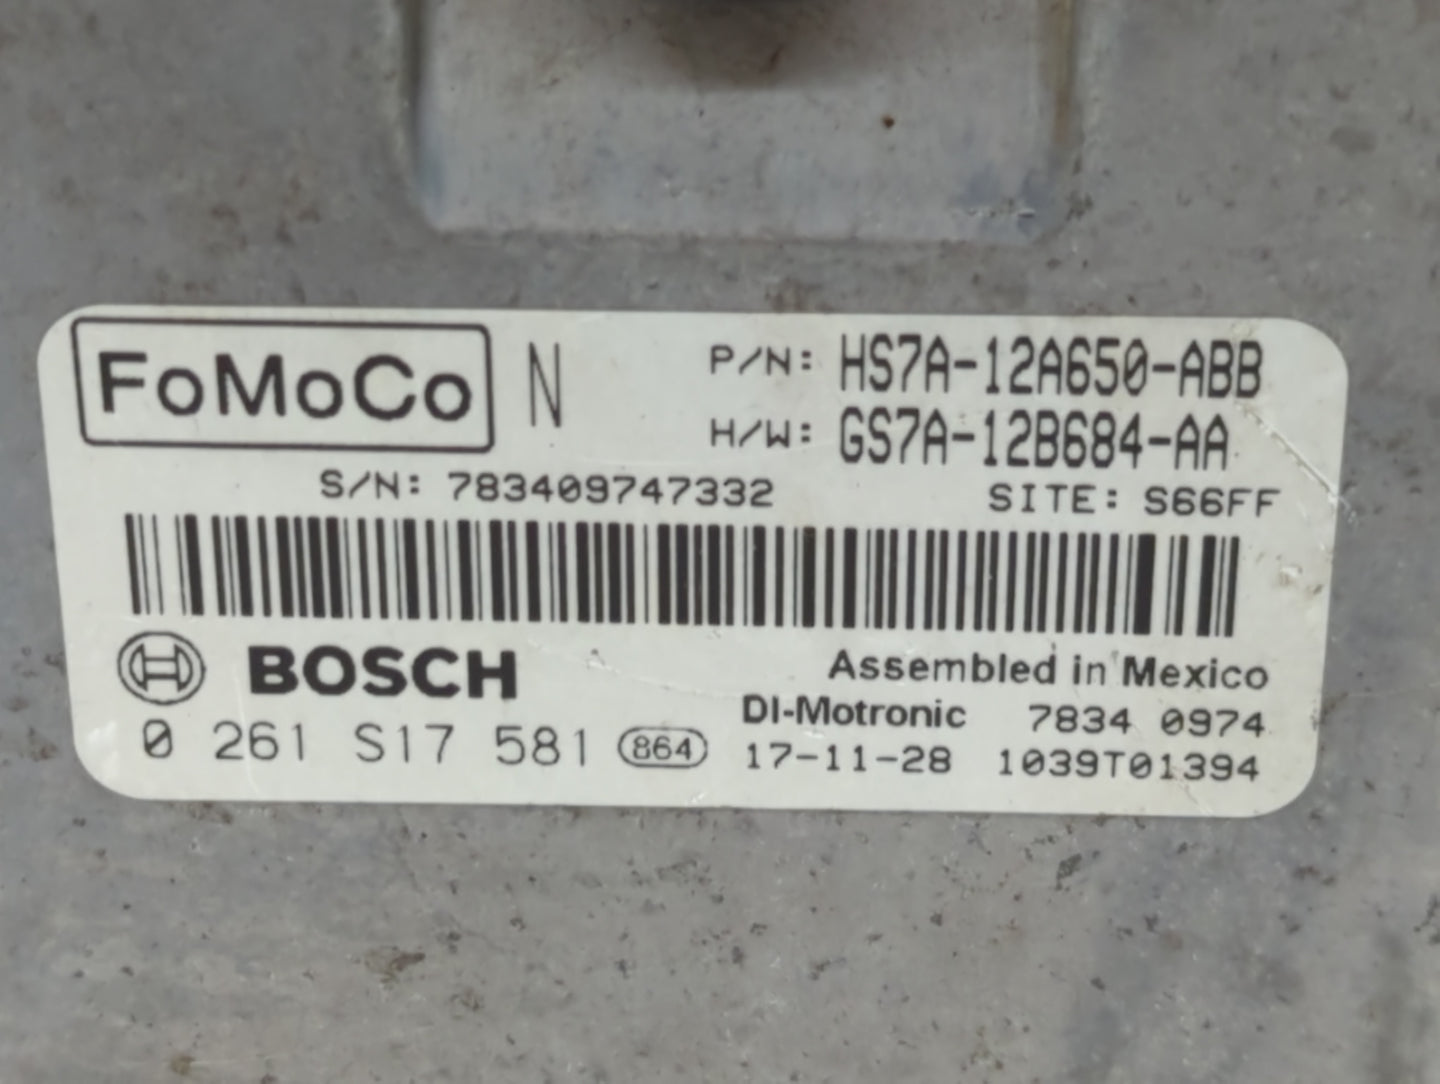 FoMoCo N P/N: HS7A-12A650-ABB
H/W: GS7A-12B684-AA
S/N: 783409747332 SITE: S66FF
BOSCH Assembled in Mexico
DI-Motronic 7834 0974
0 261 S17 581 864 17-11-28 1039T01394